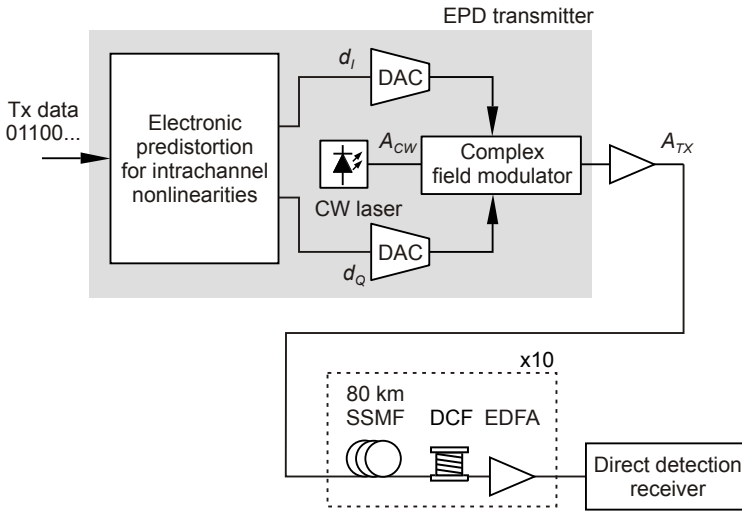 EPD transmitter
Tx data
01100...
Electronic
predistortion
for intrachannel
nonlinearities
d_I
DAC
A_CW
CW laser
Complex
field modulator
A_TX
d_Q
DAC
x10
80 km
SSMF
DCF
EDFA
Direct detection
receiver